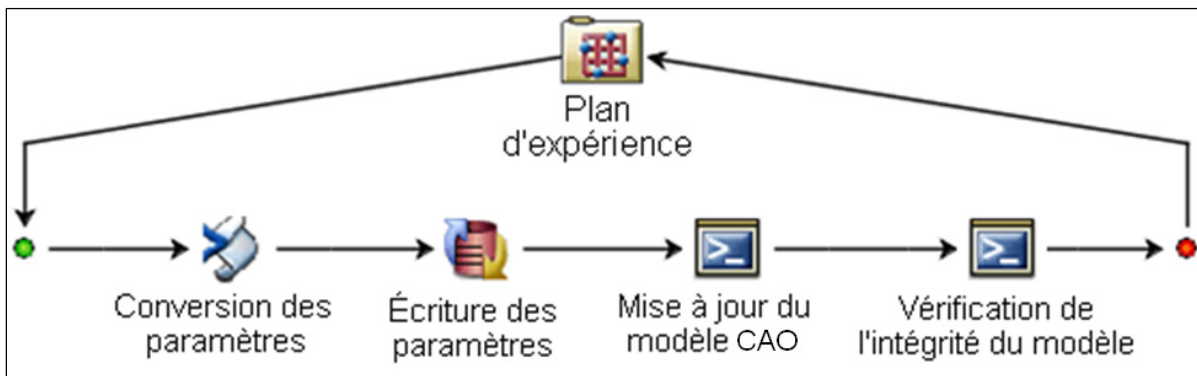 Plan
d'expérience
Conversion des
paramètres
Écriture des
paramètres
Mise à jour du
modèle CAO
Vérification de
l'intégrité du modèle